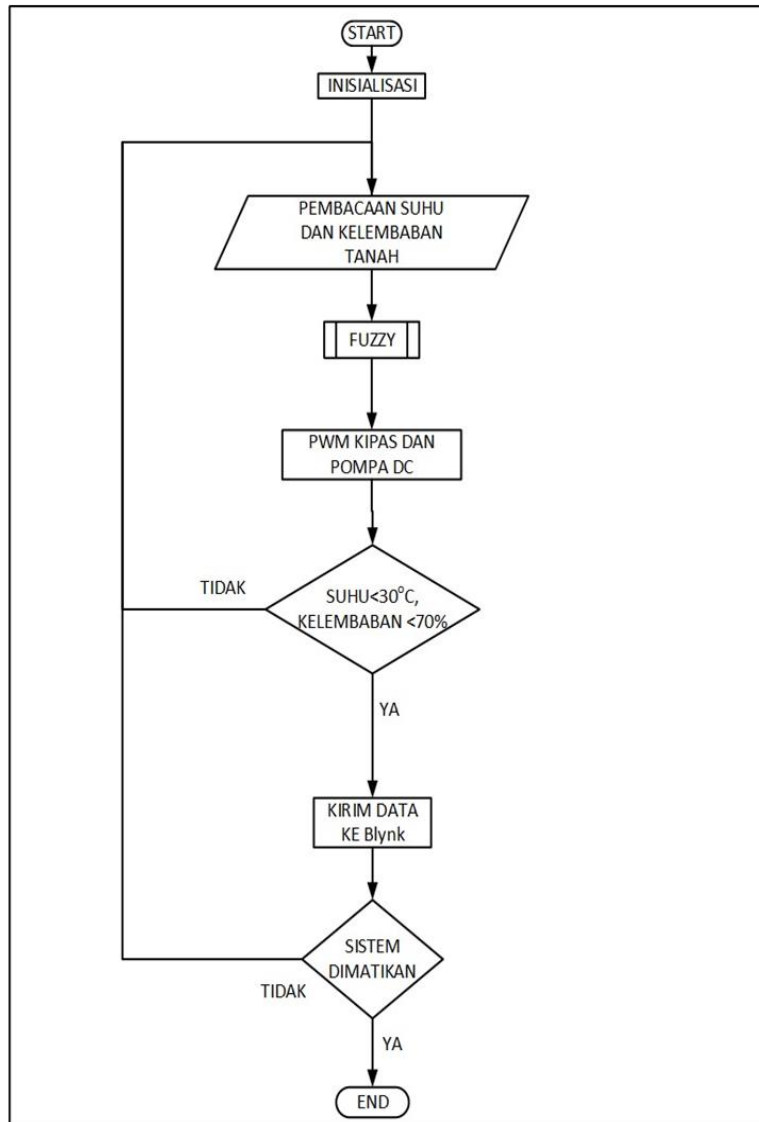 START
INISIALISASI
PEMBACAAN SUHU
DAN KELEMBABAN
TANAH
FUZZY
PWM KIPAS DAN
POMPA DC
TIDAK
SUHU<30°C,
KELEMBABAN <70%
YA
KIRIM DATA
KE Blynk
SISTEM
DIMATIKAN
TIDAK
YA
END